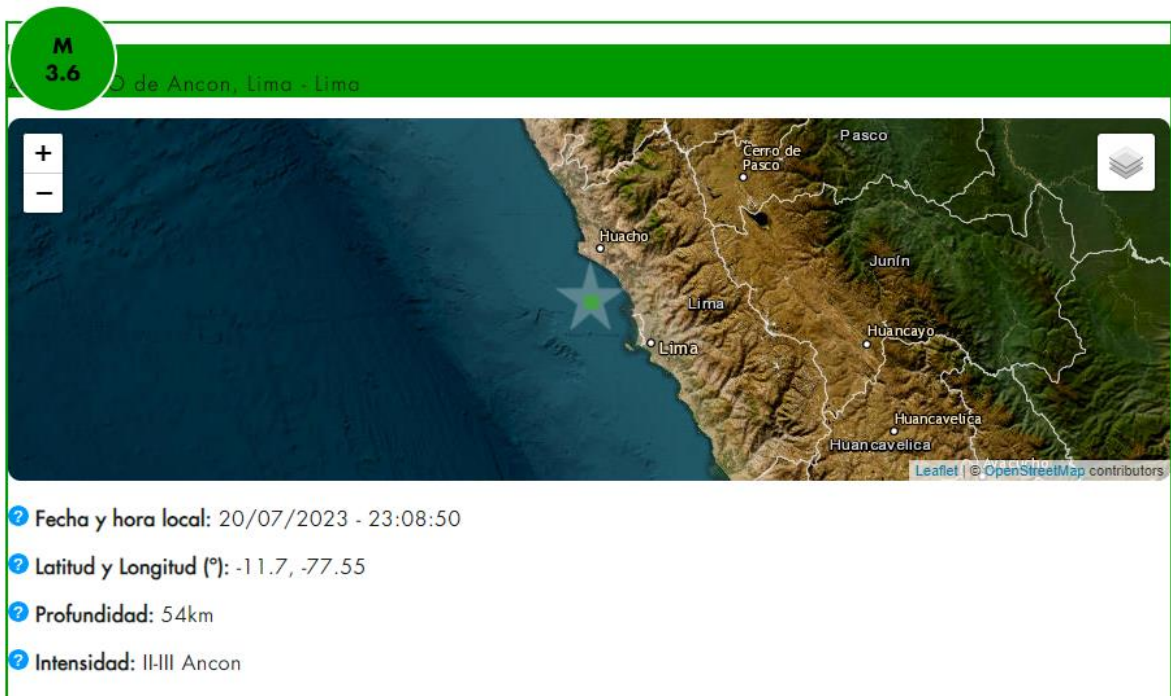 M
3.6
O de Ancon, Lima - Lima
+
−
Pasco
Cerro de
Pasco
Huacho
Junín
Lima
Huancayo
Lima
Huancavelica
Huancavelica
Ayacucho
Leaflet | © OpenStreetMap contributors
? Fecha y hora local: 20/07/2023 - 23:08:50
? Latitud y Longitud (°): -11.7, -77.55
? Profundidad: 54km
? Intensidad: II-III Ancon